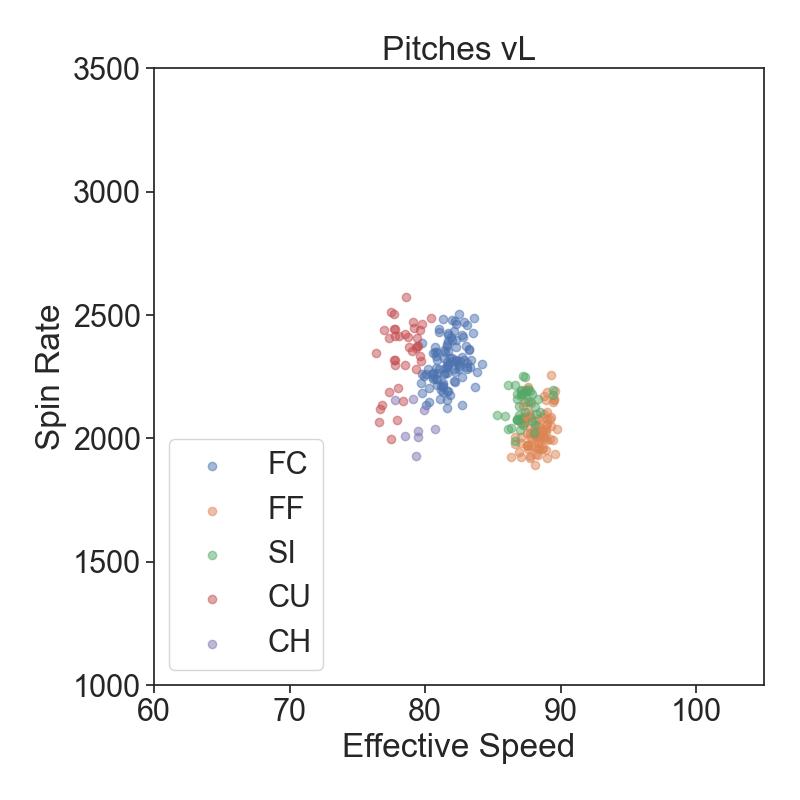 Pitches vL
3500
3000
2500
2000
1500
1000
Spin Rate
FC
FF
SI
CU
CH
60 70 80 90 100
Effective Speed